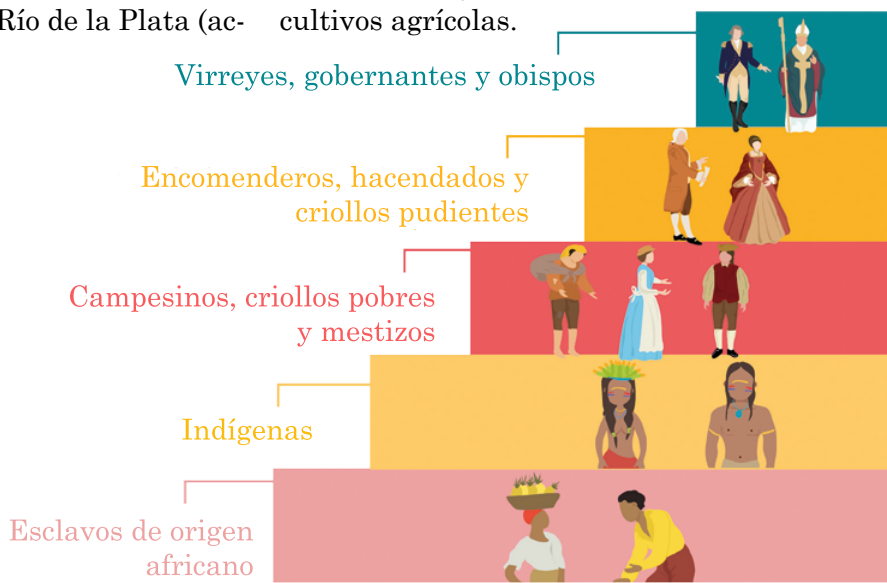 Río de la Plata (ac-
cultivos agrícolas.
Virreyes, gobernantes y obispos
Encomenderos, hacendados y
criollos pudientes
Campesinos, criollos pobres
y mestizos
Indígenas
Esclavos de origen
africano